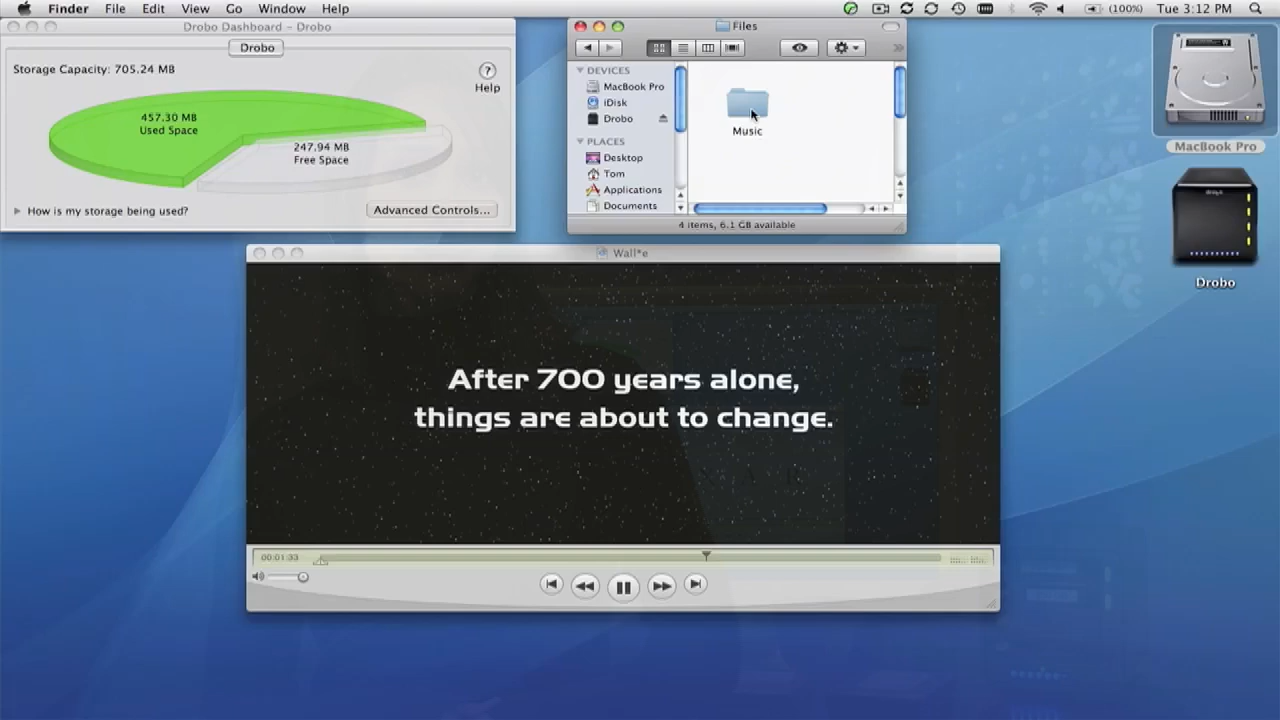 Finder File Edit View Go Window Help
(100%) Tue 3:12 PM
Drobo Dashboard – Drobo
Drobo
Storage Capacity: 705.24 MB
?
Help
457.30 MB
Used Space
247.94 MB
Free Space
How is my storage being used?
Advanced Controls...
Files
DEVICES
MacBook Pro
iDisk
Drobo
PLACES
Desktop
Tom
Applications
Documents
Music
4 items, 6.1 GB available
MacBook Pro
Drobo
Wall*e
After 700 years alone,
things are about to change.
00:01:33